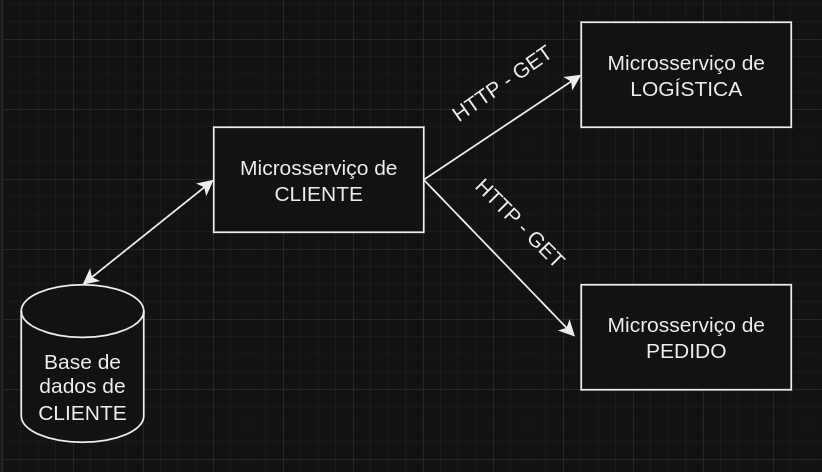 HTTP - GET
Microsserviço de
LOGÍSTICA
Microsserviço de
CLIENTE
HTTP - GET
Microsserviço de
PEDIDO
Base de
dados de
CLIENTE